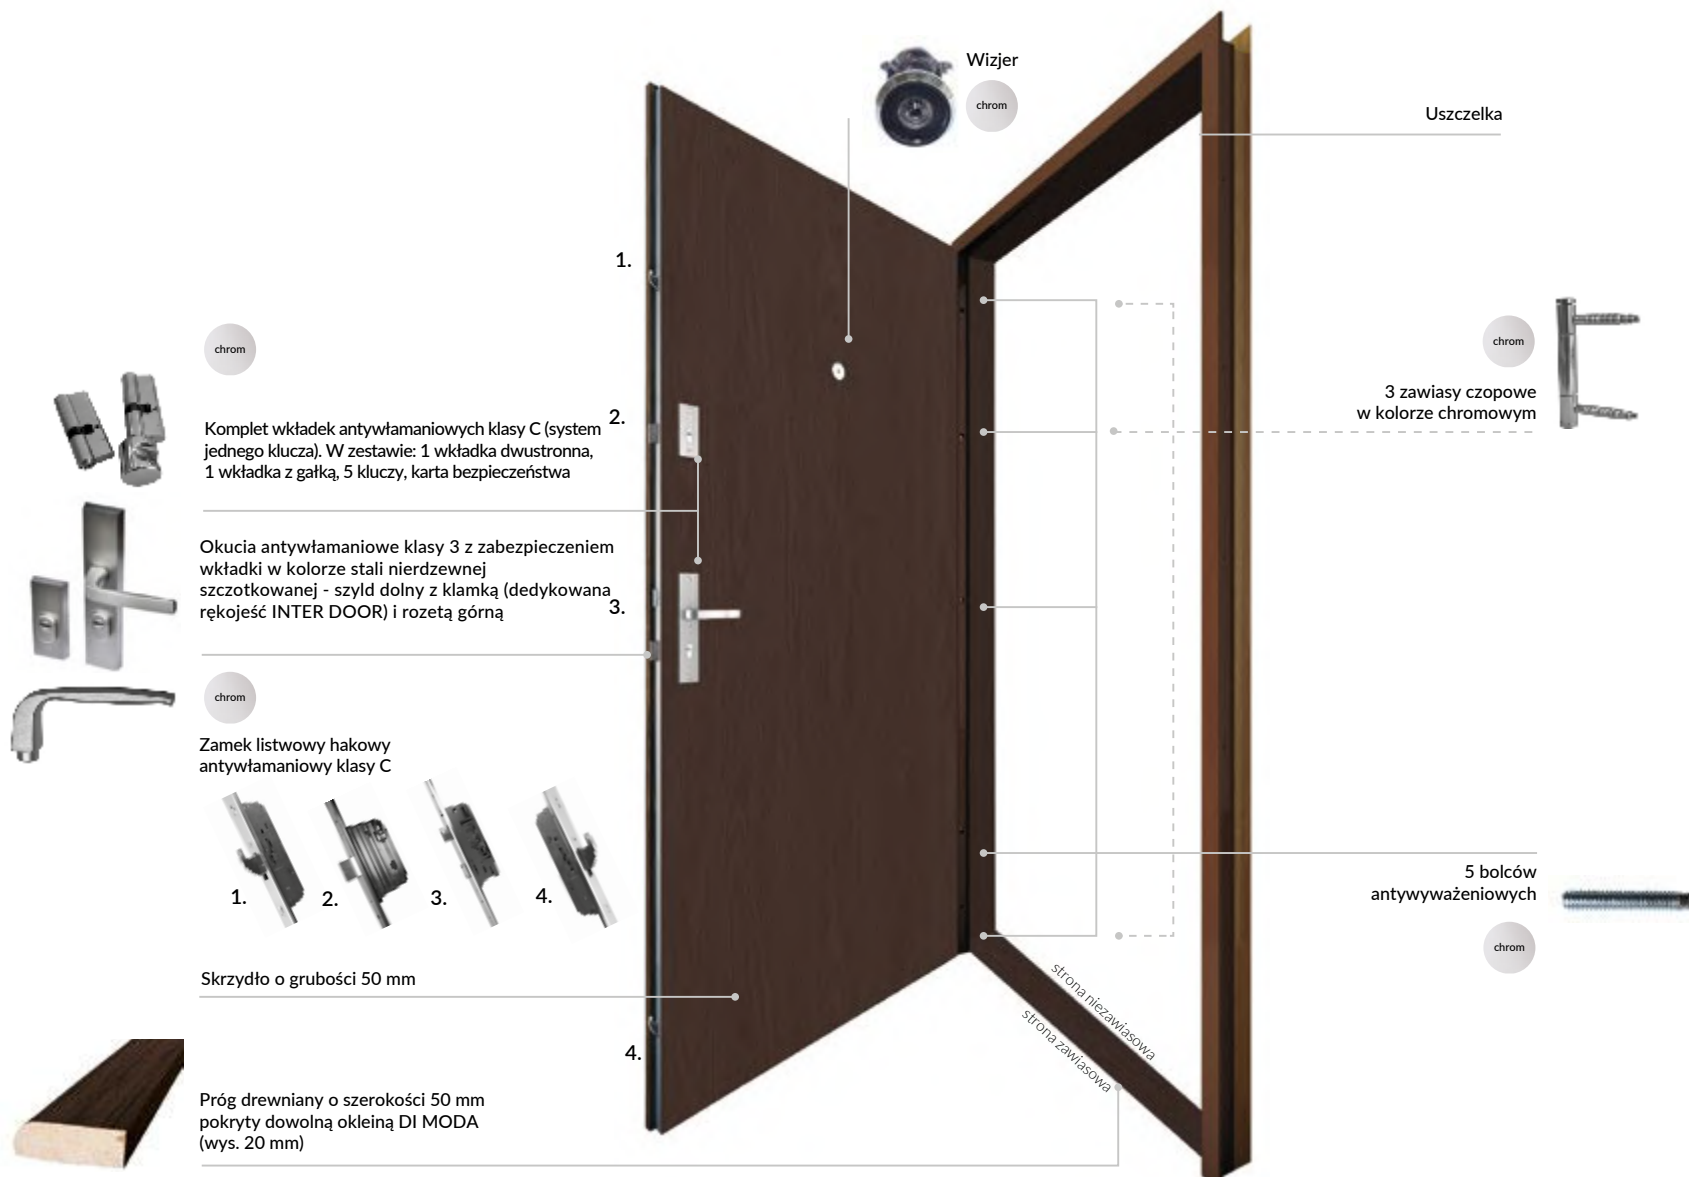 Wizjer
chrom
Uszczelka
1.
chrom
2.
Komplet wkładek antywłamaniowych klasy C (system
jednego klucza). W zestawie: 1 wkładka dwustronna,
1 wkładka z gałką, 5 kluczy, karta bezpieczeństwa
chrom
3 zawiasy czopowe
w kolorze chromowym
Okucia antywłamaniowe klasy 3 z zabezpieczeniem
wkładki w kolorze stali nierdzewnej
szczotkowanej - szyld dolny z klamką (dedykowana
rękojeść INTER DOOR) i rozetą górną
3.
chrom
Zamek listwowy hakowy
antywłamaniowy klasy C
1.
2.
3.
4.
5 bolców
antywyważeniowych
chrom
Skrzydło o grubości 50 mm
strona niezawiasowa
strona zawiasowa
4.
Próg drewniany o szerokości 50 mm
pokryty dowolną okleiną DI MODA
(wys. 20 mm)